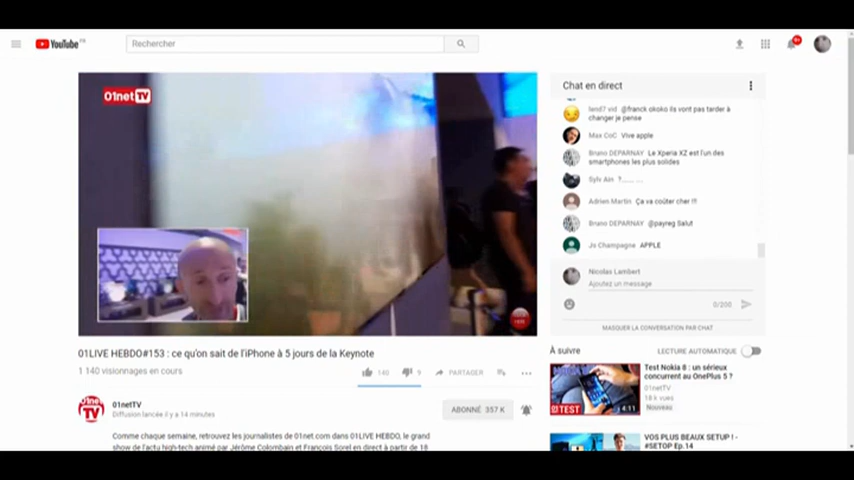 YouTube FR
Rechercher
9+
01net TV
Chat en direct
lend7 vid @franck okoko ils vont pas tarder à
changer je pense
Max CoC Vive apple
Bruno DEPARNAY Le Xperia XZ est l'un des
smartphones les plus solides
Sylv Ain ?........ ....
Adrien Martin Ça va coûter cher !!!
Bruno DEPARNAY @payreg Salut
Js Champagne APPLE
Nicolas Lambert
Ajoutez un message
0/200
MASQUER LA CONVERSATION PAR CHAT
01LIVE HEBDO#153 : ce qu'on sait de l'iPhone à 5 jours de la Keynote
1 140 visionnages en cours
140
9
PARTAGER
01net TV
01netTV
Diffusion lancée il y a 14 minutes
ABONNÉ 357 K
Comme chaque semaine, retrouvez les journalistes de 01net.com dans 01LIVE HEBDO, le grand
show de l'actu high-tech animé par Jérôme Colombain et François Sorel en direct à partir de 18
À suivre
LECTURE AUTOMATIQUE
TEST
4:11
Test Nokia 8 : un sérieux
concurrent au OnePlus 5 ?
01netTV
18 k vues
Nouveau
VOS PLUS BEAUX SETUP ! -
#SETOP Ep.14